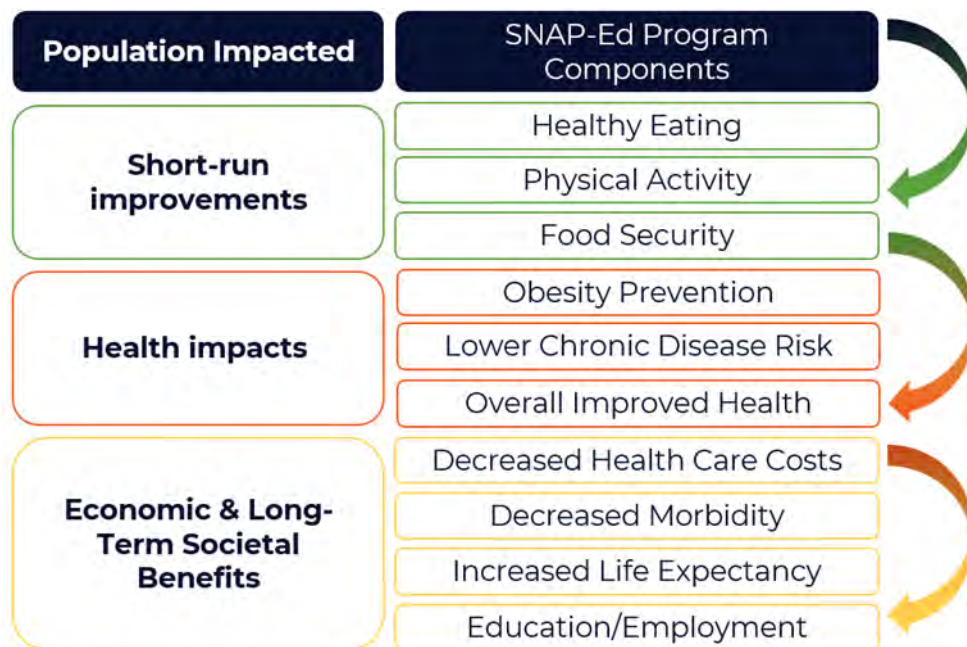 Population Impacted
SNAP-Ed Program
Components
Short-run
improvements
Healthy Eating
Physical Activity
Food Security
Health impacts
Obesity Prevention
Lower Chronic Disease Risk
Overall Improved Health
Economic & Long-
Term Societal
Benefits
Decreased Health Care Costs
Decreased Morbidity
Increased Life Expectancy
Education/Employment